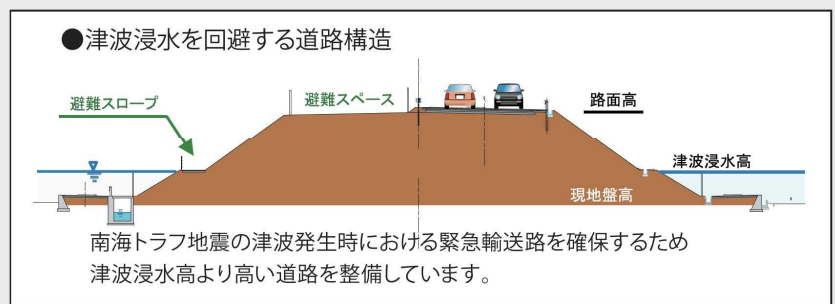 ●津波浸水を回避する道路構造
避難スロープ
避難スペース
路面高
津波浸水高
現地盤高
南海トラフ地震の津波発生時における緊急輸送路を確保するため
津波浸水高より高い道路を整備しています。